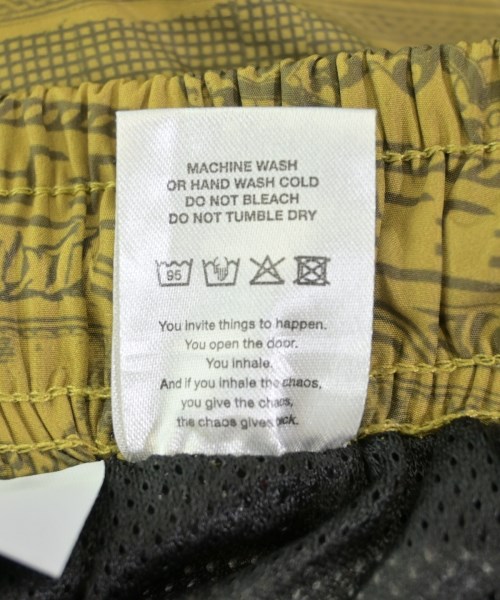 MACHINE WASH
OR HAND WASH COLD
DO NOT BLEACH
DO NOT TUMBLE DRY
95
You invite things to happen.
You open the door.
You inhale.
And if you inhale the chaos,
you give the chaos,
the chaos gives back.